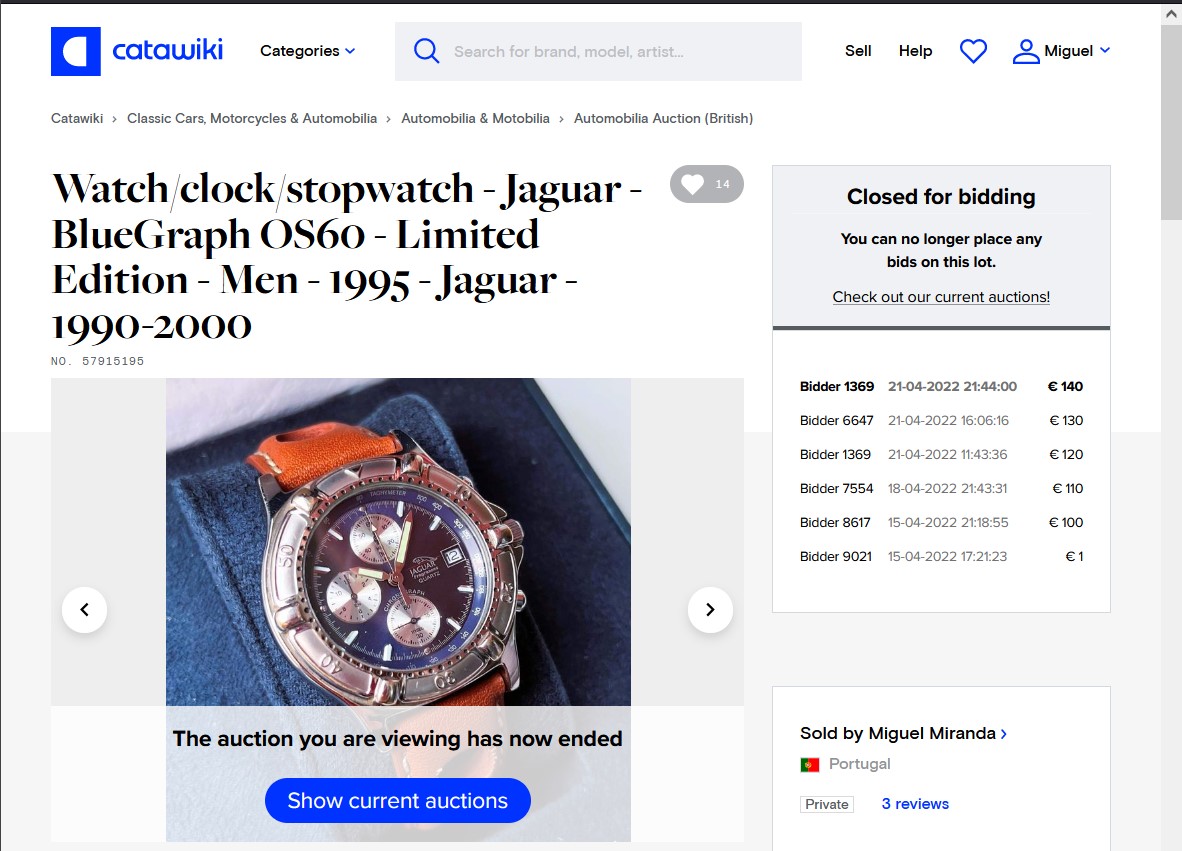 catawiki
Categories
Search for brand, model, artist...
Sell
Help
Miguel
Catawiki › Classic Cars, Motorcycles & Automobilia › Automobilia & Motobilia › Automobilia Auction (British)
Watch/clock/stopwatch - Jaguar -
BlueGraph OS60 - Limited
Edition - Men - 1995 - Jaguar -
1990-2000
14
NO. 57915195
TACHYMETER
JAGUAR
QUARTZ
CHRONOGRAPH
12
50
40
30
The auction you are viewing has now ended
Show current auctions
Closed for bidding
You can no longer place any
bids on this lot.
Check out our current auctions!
Bidder 1369 21-04-2022 21:44:00 € 140
Bidder 6647 21-04-2022 16:06:16 € 130
Bidder 1369 21-04-2022 11:43:36 € 120
Bidder 7554 18-04-2022 21:43:31 € 110
Bidder 8617 15-04-2022 21:18:55 € 100
Bidder 9021 15-04-2022 17:21:23 € 1
Sold by Miguel Miranda ›
Portugal
Private 3 reviews